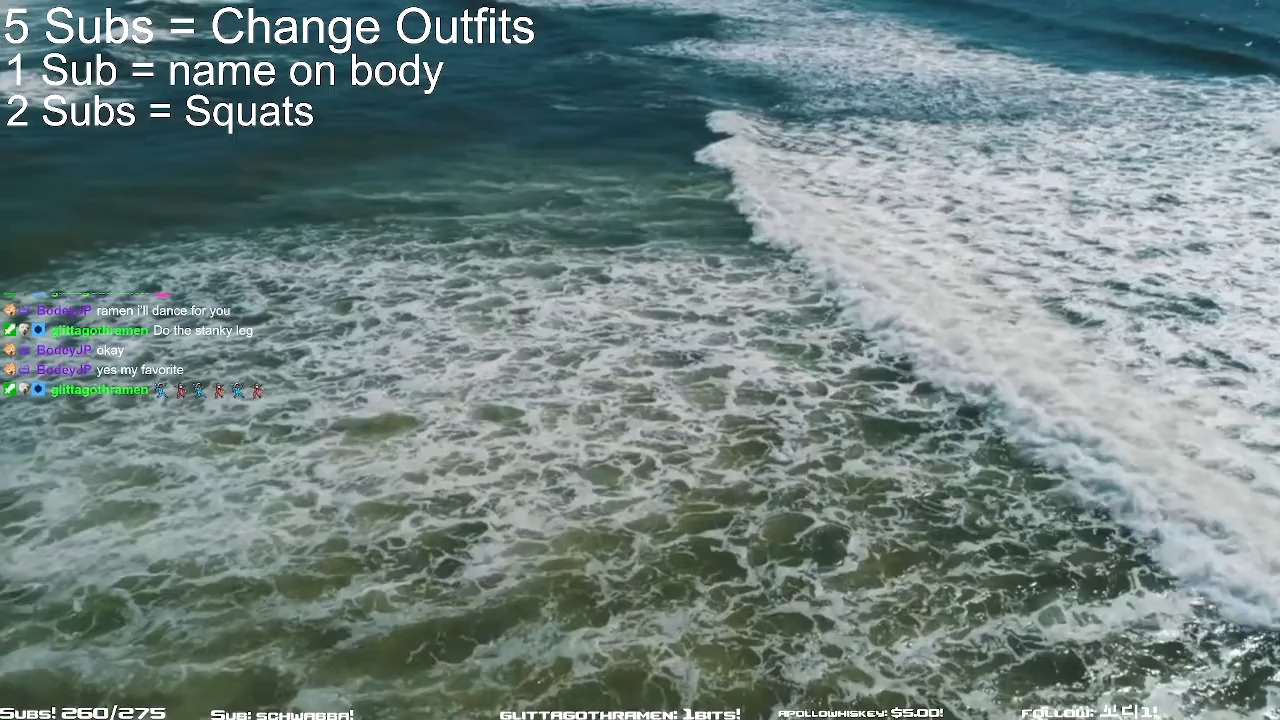 5 Subs = Change Outfits
1 Sub = name on body
2 Subs = Squats
BodeyJP ramen i'll dance for you
glittagothramen Do the stanky leg
BodeyJP okay
BodeyJP yes my favorite
glittagothramen
Subs! 260/275
Sub: schwabba!
glittagothramen: 1bits!
apollowhiskey: $5.00!
Follow: